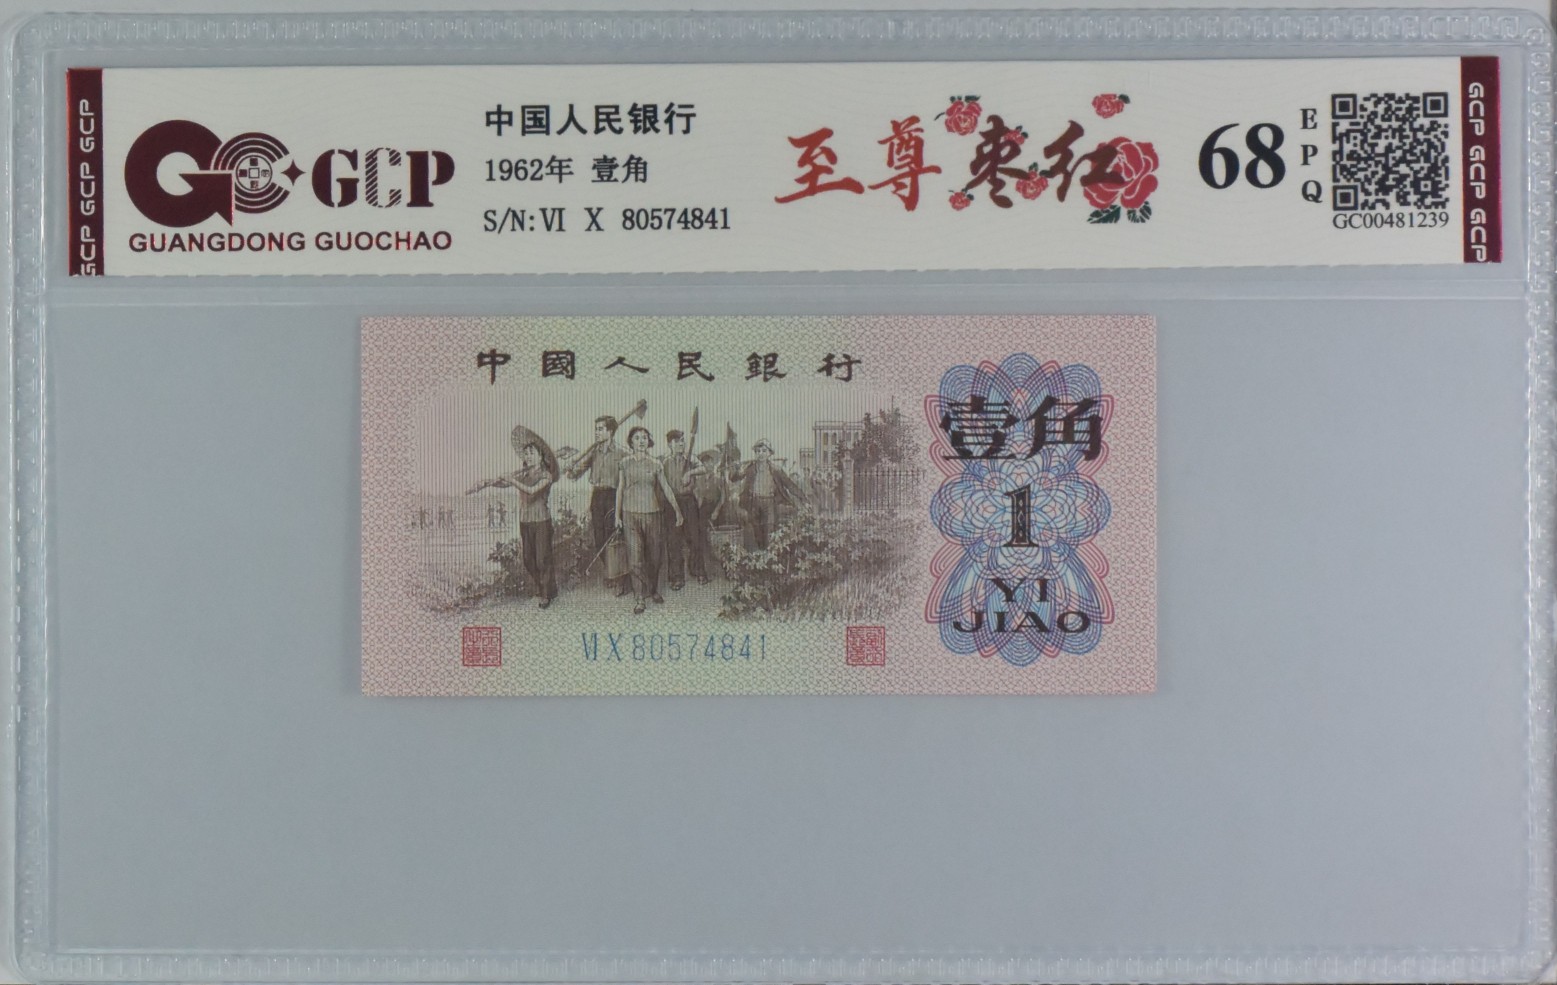 GCP GCP GCP
GCP
GUANGDONG GUOCHAO
中国人民银行
1962年 壹角
S/N:VI X 80574841
至尊枣红
68
EPQ
GC00481239
GCP GCP GCP
中國人民銀行
壹角
1
YI
JIAO
VI X 80574841